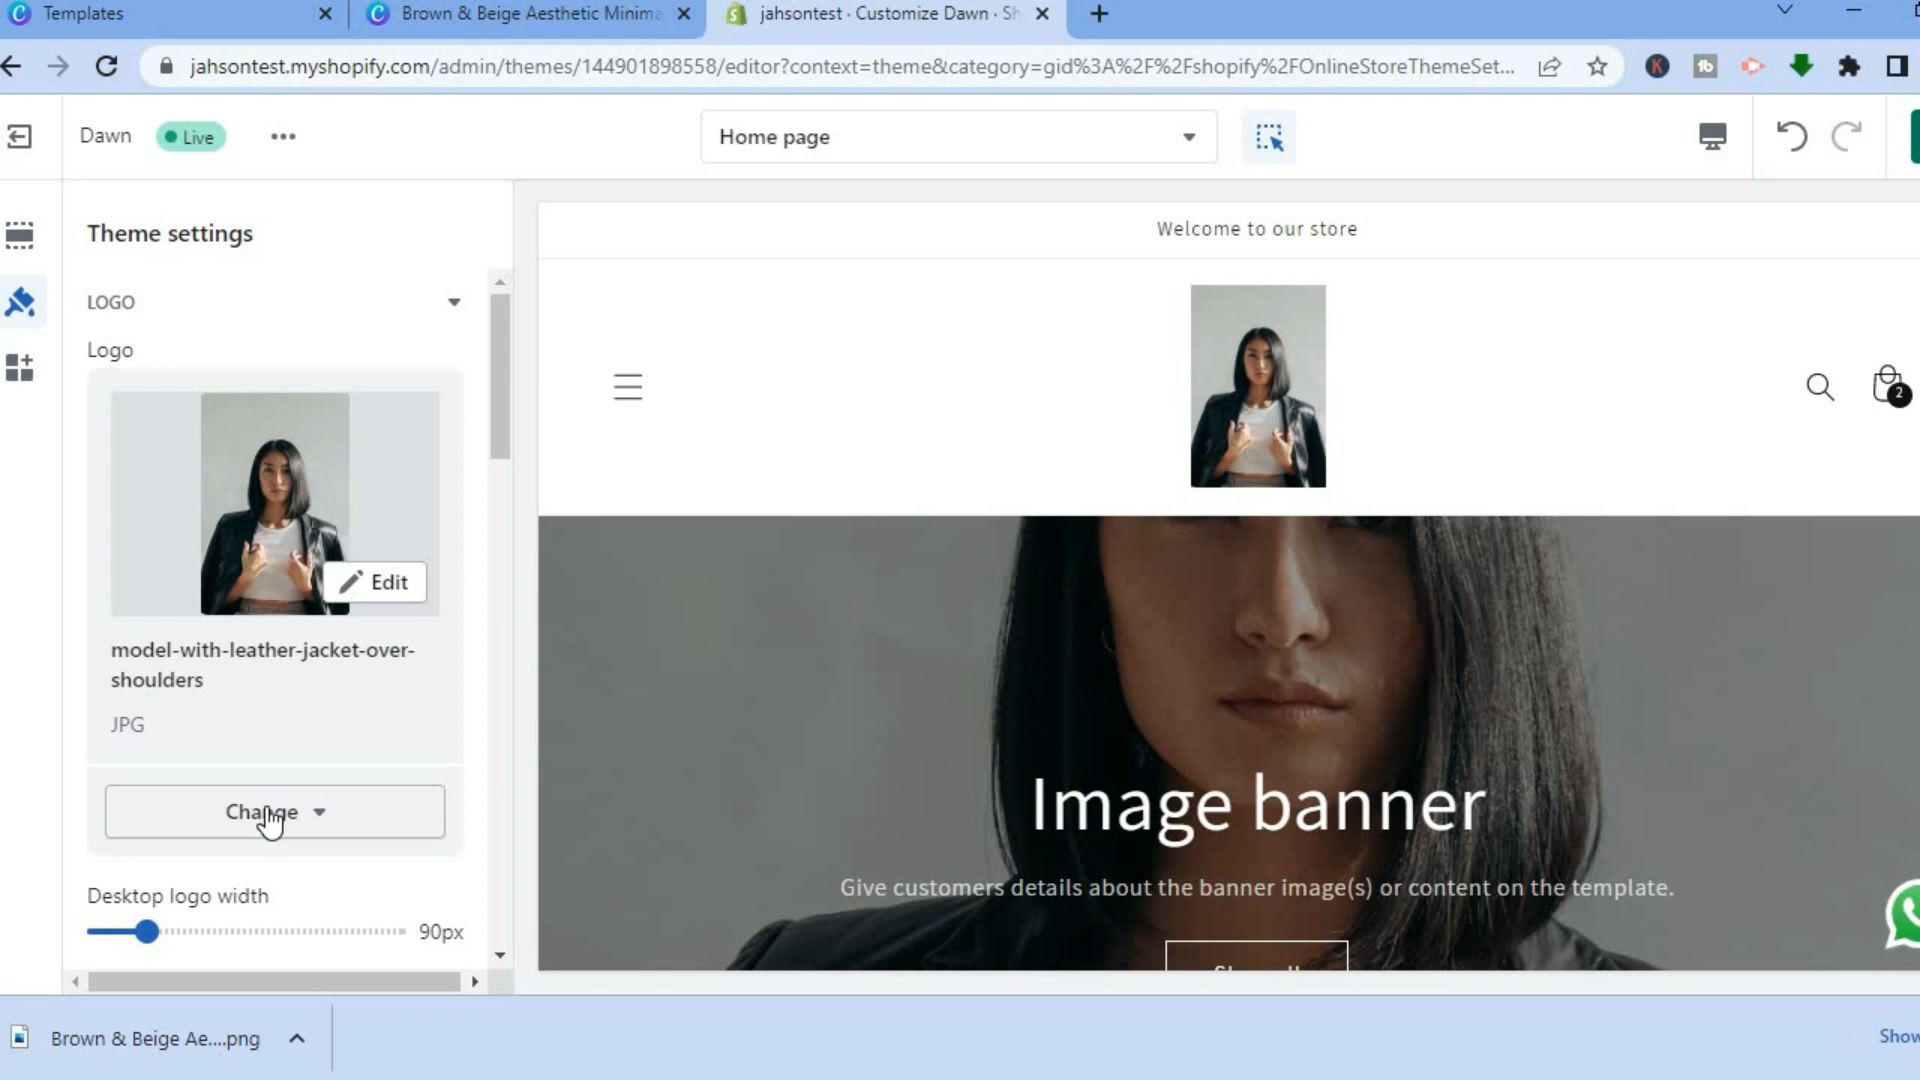 Templates
Brown & Beige Aesthetic Minima
jahsontest · Customize Dawn · Sh
jahsontest.myshopify.com/admin/themes/144901898558/editor?context=theme&category=gid%3A%2F%2Fshopify%2FOnlineStoreThemeSet...
K
tb
Dawn
Live
Home page
Theme settings
LOGO
Logo
Edit
model-with-leather-jacket-over-
shoulders
JPG
Change
Desktop logo width
90px
Welcome to our store
2
Image banner
Give customers details about the banner image(s) or content on the template.
Brown & Beige Ae....png
Show